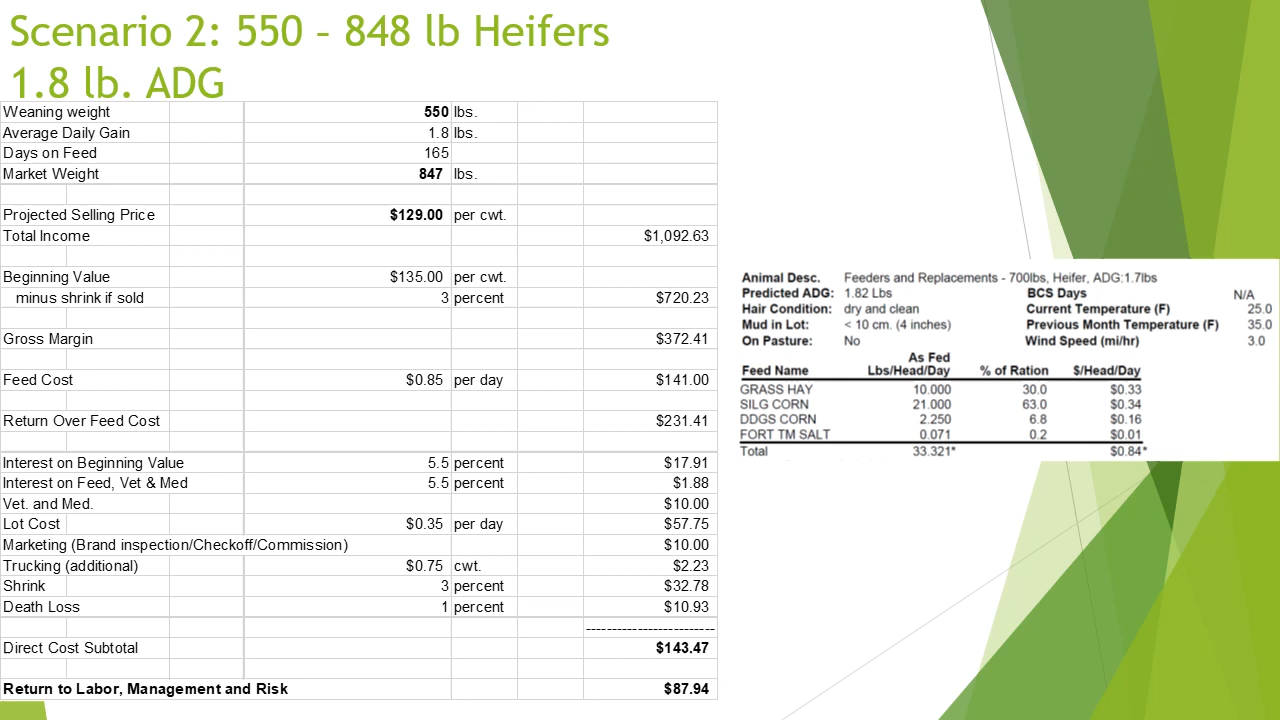 Scenario 2: 550 – 848 lb Heifers
1.8 lb. ADG
Weaning weight 550 lbs.
Average Daily Gain 1.8 lbs.
Days on Feed 165
Market Weight 847 lbs.
Projected Selling Price $129.00 per cwt.
Total Income $1,092.63
Beginning Value $135.00 per cwt.
minus shrink if sold 3 percent $720.23
Gross Margin $372.41
Feed Cost $0.85 per day $141.00
Return Over Feed Cost $231.41
Interest on Beginning Value 5.5 percent $17.91
Interest on Feed, Vet & Med 5.5 percent $1.88
Vet. and Med. $10.00
Lot Cost $0.35 per day $57.75
Marketing (Brand inspection/Checkoff/Commission) $10.00
Trucking (additional) $0.75 cwt. $2.23
Shrink 3 percent $32.78
Death Loss 1 percent $10.93
-------------------------
Direct Cost Subtotal $143.47
Return to Labor, Management and Risk $87.94
Animal Desc. Feeders and Replacements - 700lbs, Heifer, ADG:1.7lbs
Predicted ADG: 1.82 Lbs BCS Days N/A
Hair Condition: dry and clean Current Temperature (F) 25.0
Mud in Lot: < 10 cm. (4 inches) Previous Month Temperature (F) 35.0
On Pasture: No Wind Speed (mi/hr) 3.0
As Fed
Feed Name Lbs/Head/Day % of Ration $/Head/Day
GRASS HAY 10.000 30.0 $0.33
SILG CORN 21.000 63.0 $0.34
DDGS CORN 2.250 6.8 $0.16
FORT TM SALT 0.071 0.2 $0.01
Total 33.321* $0.84*